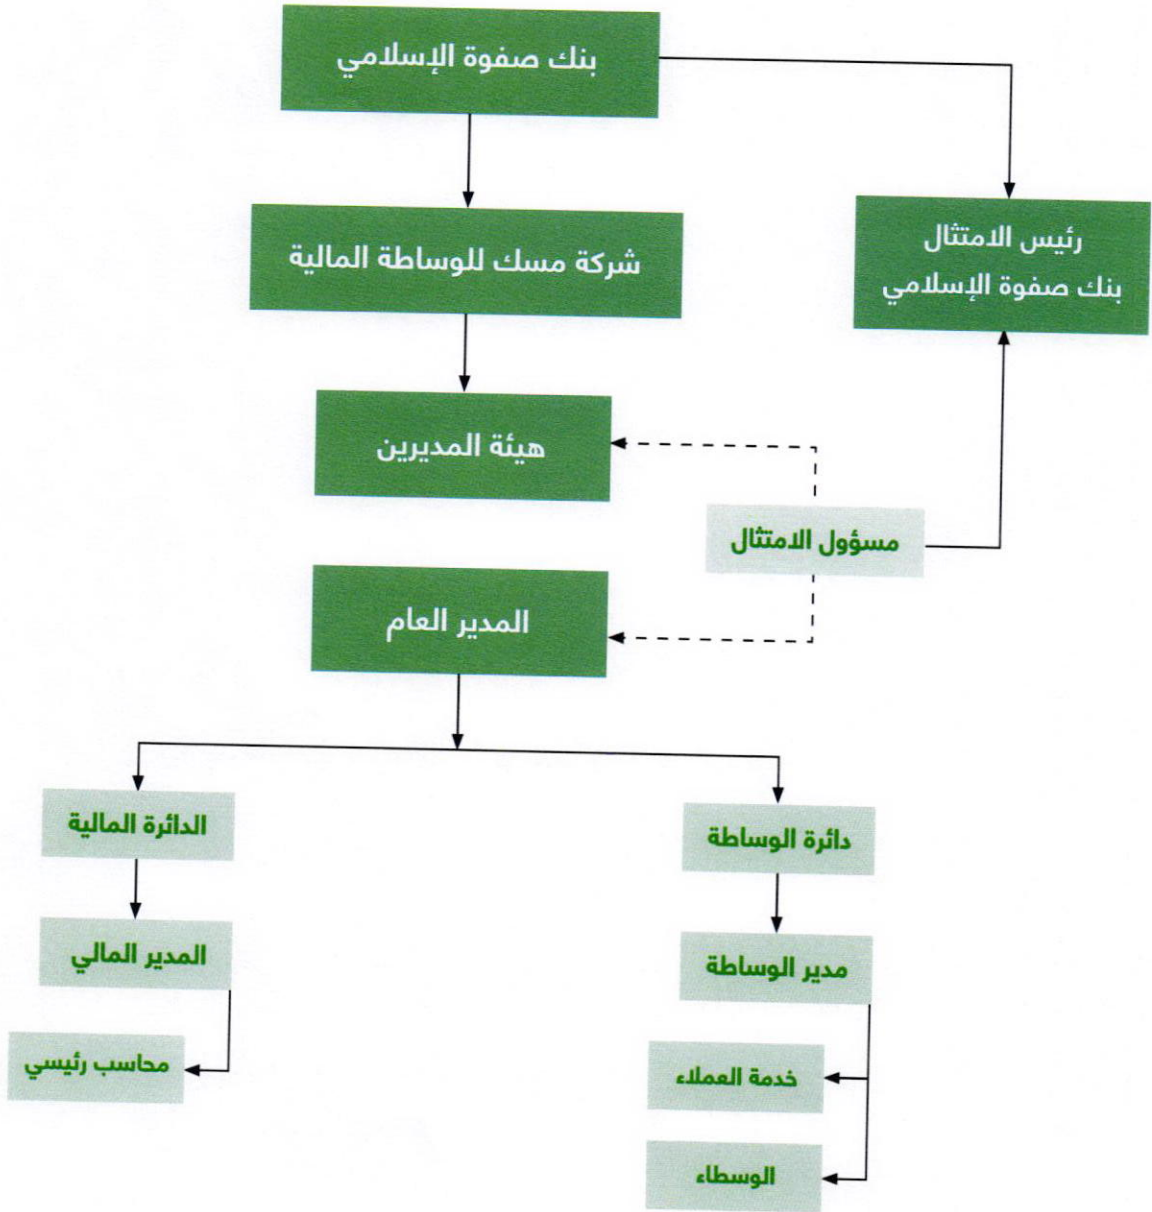 بنك صفوة الإسلامي
رئيس الامتثال
بنك صفوة الإسلامي
شركة مسك للوساطة المالية
هيئة المديرين
مسؤول الامتثال
المدير العام
دائرة الوساطة
الدائرة المالية
مدير الوساطة
المدير المالي
خدمة العملاء
محاسب رئيسي
الوسطاء